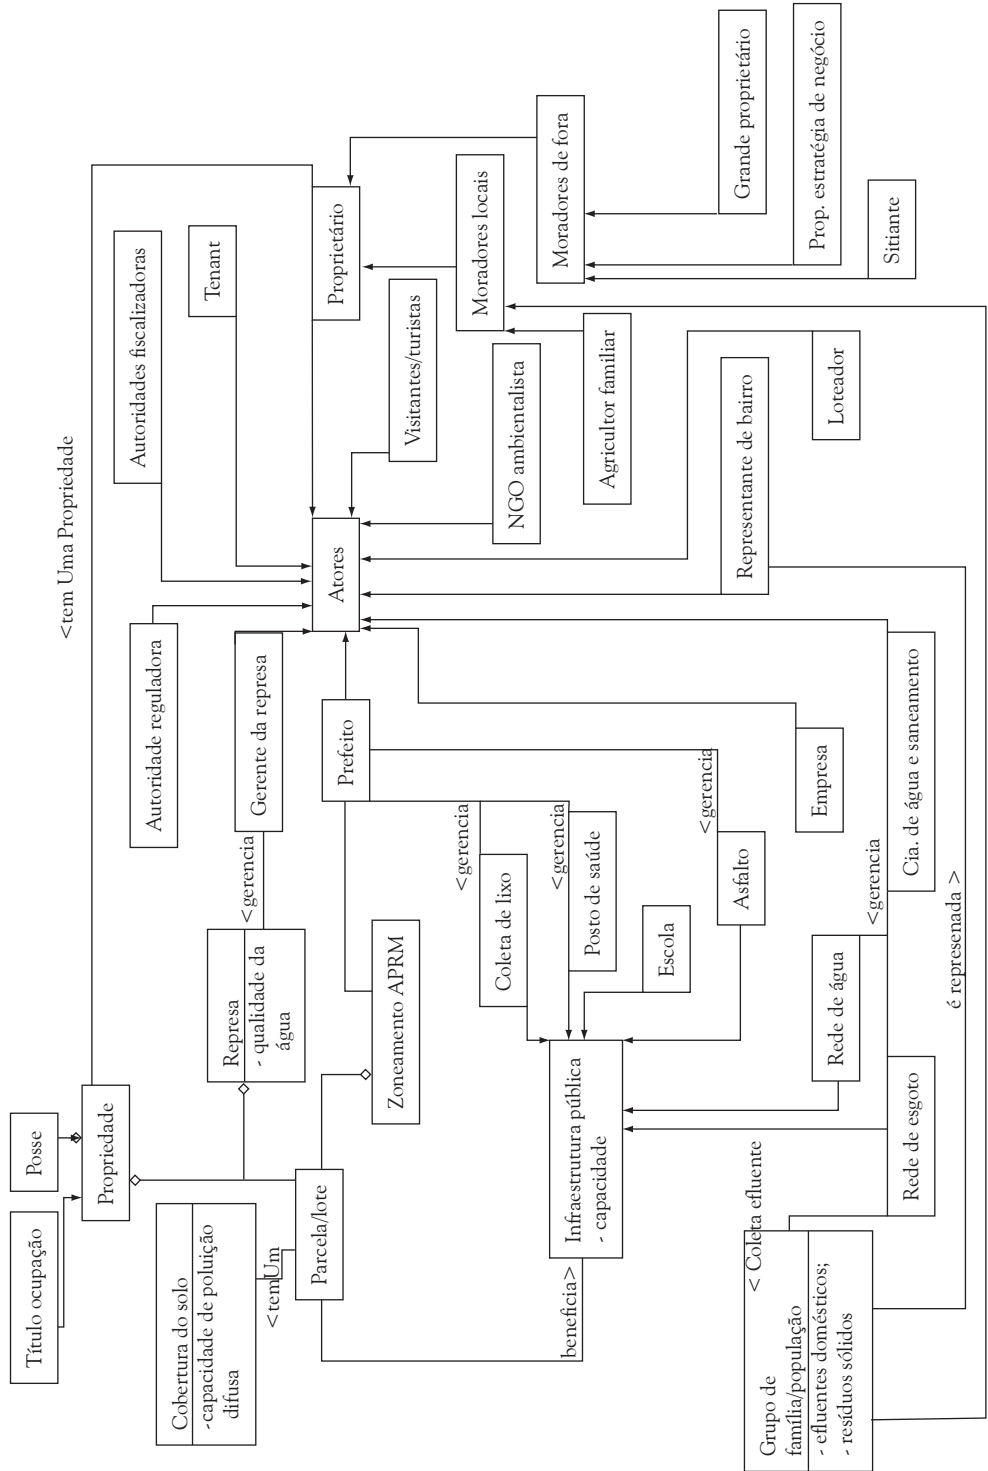 Título ocupação
Posse
Propriedade
<tem Uma Propriedade
Autoridades fiscalizadoras
Tenant
Autoridade reguladora
Gerente da represa
<gerencia
Represa
- qualidade da
água
Cobertura do solo
-capacidade de poluição
difusa
<temUm
Parcela/lote
Zoneamento APRM
Prefeito
Atores
Proprietário
Visitantes/turistas
Moradores locais
NGO ambientalista
Moradores de fora
Agricultor familiar
Grande proprietário
Prop. estratégia de negócio
Sitiante
Loteador
Representante de bairro
<gerencia
Coleta de lixo
<gerencia
Posto de saúde
Escola
<gerencia
Asfalto
Empresa
beneficia>
Infraestrutura pública
- capacidade
Rede de água
<gerencia
Cia. de água e saneamento
Rede de esgoto
é represenada >
< Coleta efluente
Grupo de
família/população
- efluentes domésticos;
- resíduos sólidos